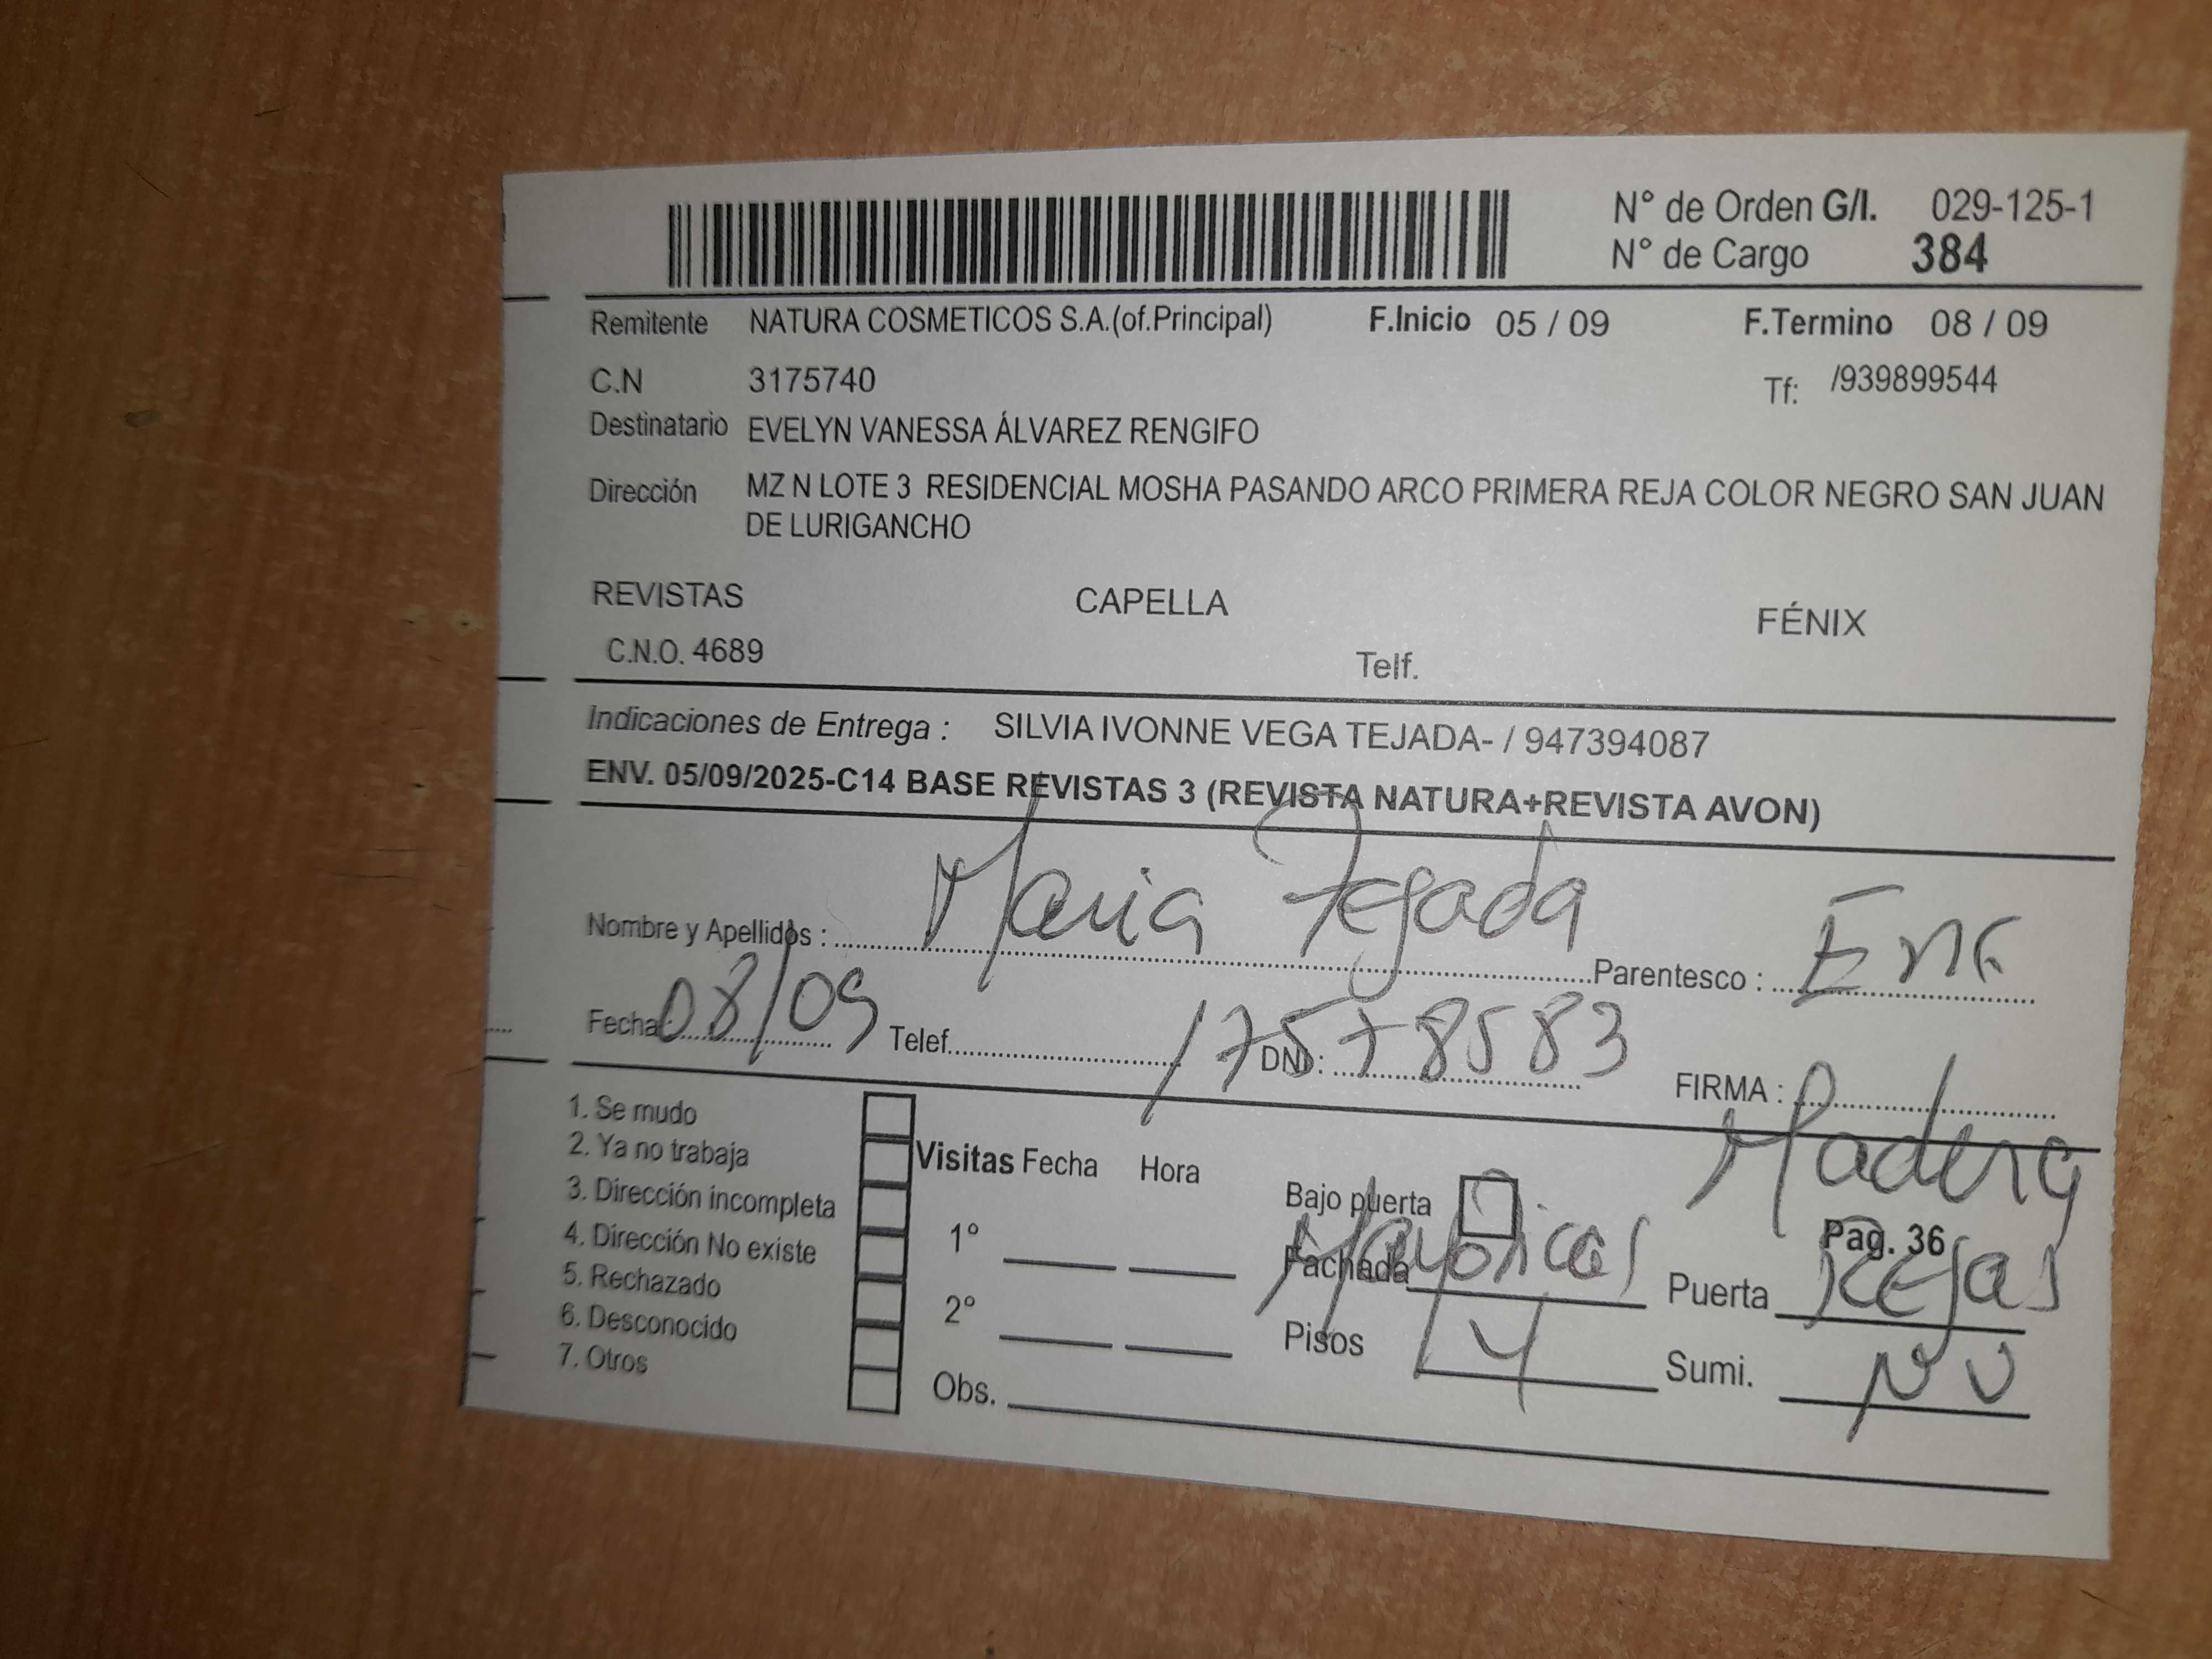 N° de Orden G/I. 029-125-1
N° de Cargo 384
Remitente NATURA COSMETICOS S.A.(of.Principal) F.Inicio 05 / 09 F.Termino 08 / 09
C.N 3175740 Tf: /939899544
Destinatario EVELYN VANESSA ÁLVAREZ RENGIFO
Dirección MZ N LOTE 3 RESIDENCIAL MOSHA PASANDO ARCO PRIMERA REJA COLOR NEGRO SAN JUAN
DE LURIGANCHO
REVISTAS CAPELLA FÉNIX
C.N.O. 4689 Telf.
Indicaciones de Entrega : SILVIA IVONNE VEGA TEJADA- / 947394087
ENV. 05/09/2025-C14 BASE REVISTAS 3 (REVISTA NATURA+REVISTA AVON)
Nombre y Apellidos : Maria Tejada Parentesco : Enc
Fecha: 08/09 Telef. DNI: 17578583 FIRMA :
1. Se mudo
2. Ya no trabaja
3. Dirección incompleta
4. Dirección No existe
5. Rechazado
6. Desconocido
7. Otros
Visitas Fecha Hora
1°
2°
Obs.
Bajo puerta Madera
Pag. 36
Fachada Mayolicas Puerta Rejas
Pisos 4 Sumi. NV